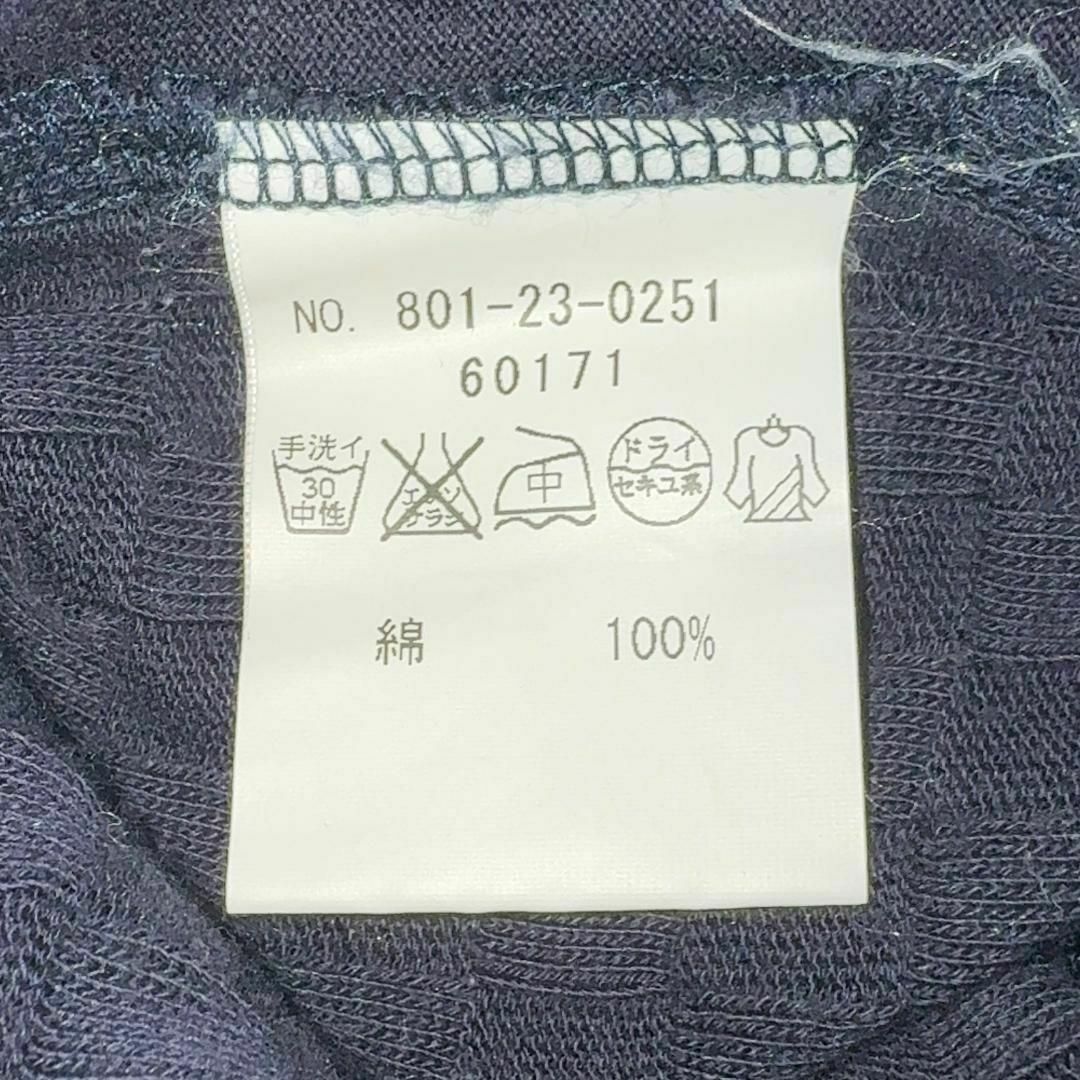 NO. 801-23-0251
60171
手洗イ
30
中性
エンソ
サラシ
中
ドライ
セキユ系
綿 100%